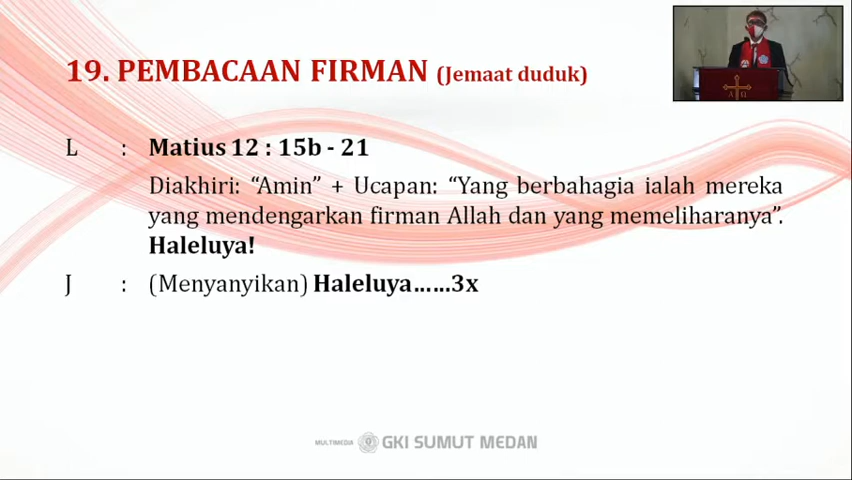 19. PEMBACAAN FIRMAN (Jemaat duduk)
L : Matius 12 : 15b - 21
Diakhiri: “Amin” + Ucapan: “Yang berbahagia ialah mereka
yang mendengarkan firman Allah dan yang memeliharanya”.
Haleluya!
J : (Menyanyikan) Haleluya......3x
MULTIMEDIA GKI SUMUT MEDAN